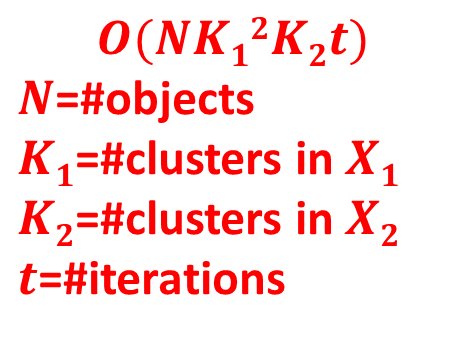 O(NK₁²K₂t)
N=#objects
K₁=#clusters in X₁
K₂=#clusters in X₂
t=#iterations